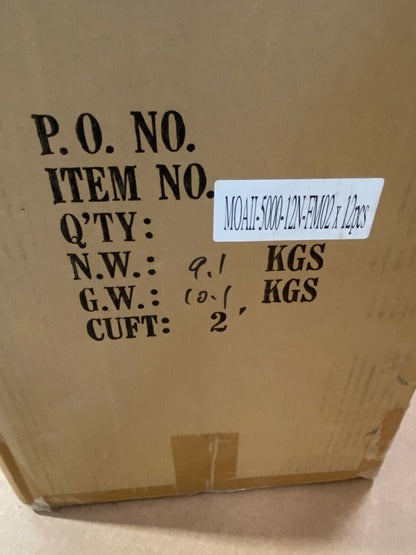 P.O. NO.
ITEM NO.
MOAII-5000-12N-FM02 x 12pcs
Q'TY:
N.W.: 9.1 KGS
G.W.: 10.1 KGS
CUFT: 2'